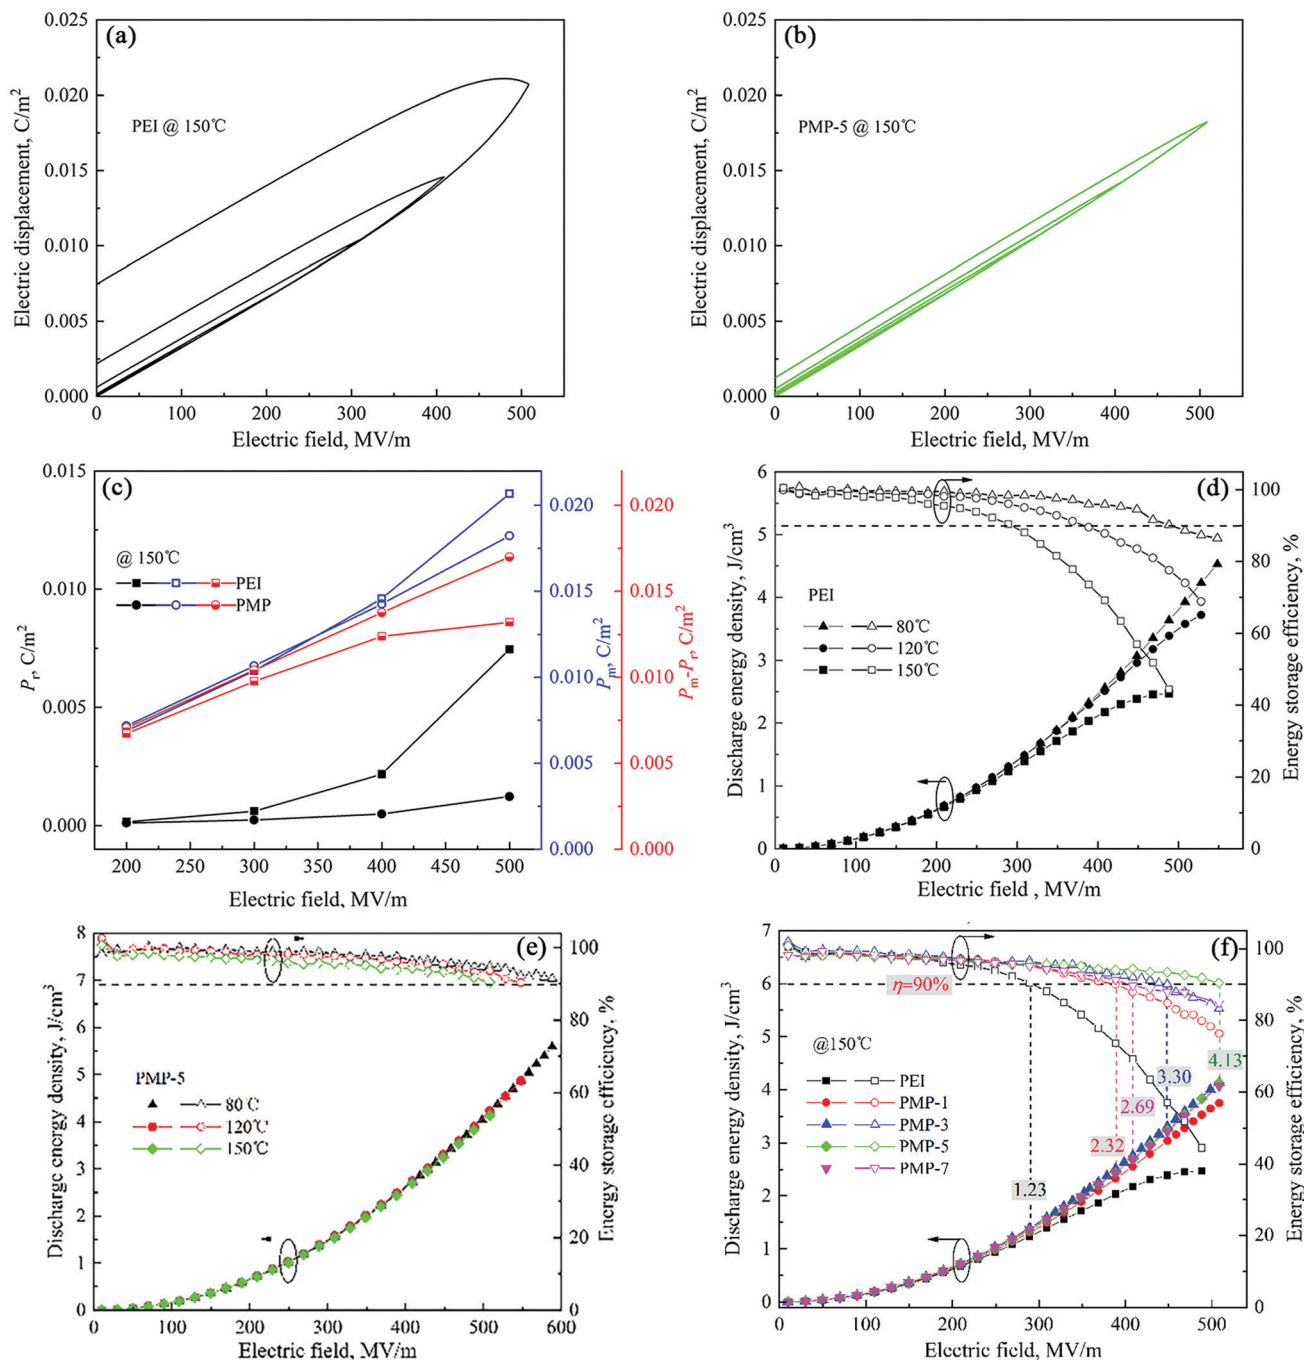 (a)
PEI @ 150℃
Electric displacement, C/m²
0.025
0.020
0.015
0.010
0.005
0.000
0 100 200 300 400 500
Electric field, MV/m
(b)
PMP-5 @ 150℃
Electric displacement, C/m²
0.025
0.020
0.015
0.010
0.005
0.000
0 100 200 300 400 500
Electric field, MV/m
(c)
@ 150℃
PEI
PMP
Pr, C/m²
0.015
0.010
0.005
0.000
200 250 300 350 400 450 500
Electric field, MV/m
0.020
0.015
0.010
0.005
0.000
Pm, C/m²
0.020
0.015
0.010
0.005
0.000
Pm-Pr, C/m²
(d)
PEI
80℃
120℃
150℃
Discharge energy density, J/cm³
6
5
4
3
2
1
0
0 100 200 300 400 500
Electric field , MV/m
100
80
60
40
20
0
Energy storage efficiency, %
(e)
PMP-5
80℃
120℃
150℃
Discharge energy density, J/cm³
8
7
6
5
4
3
2
1
0
0 100 200 300 400 500 600
Electric field, MV/m
100
80
60
40
20
0
Energy storage efficiency, %
(f)
η=90%
@150℃
PEI
PMP-1
PMP-3
PMP-5
PMP-7
4.13
3.30
2.69
2.32
1.23
Discharge energy density, J/cm³
7
6
5
4
3
2
1
0
0 100 200 300 400 500
Electric field, MV/m
100
80
60
40
20
0
Energy storage efficiency, %